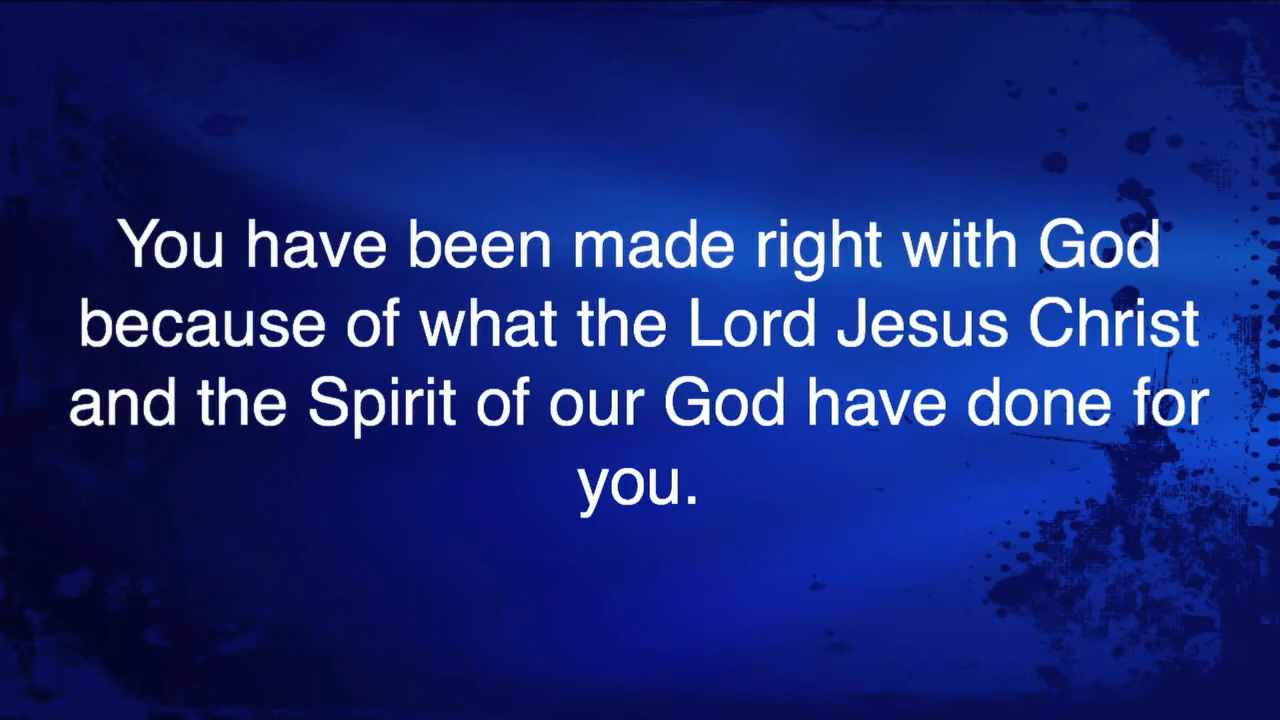 You have been made right with God
because of what the Lord Jesus Christ
and the Spirit of our God have done for
you.